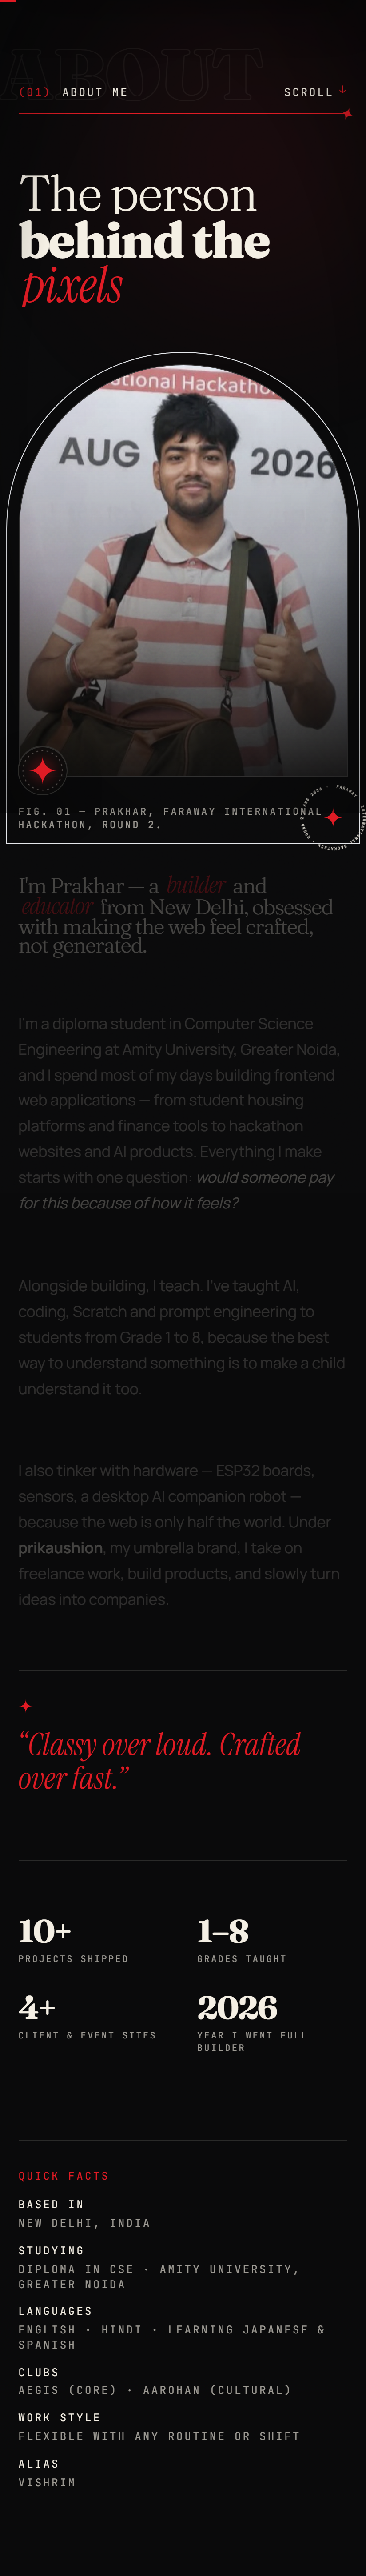 ABOUT
(01) ABOUT ME
SCROLL ↓
The person
behind the
pixels
ational Hackatho
AUG
2026
FIG. 01 — PRAKHAR, FARAWAY INTERNATIONAL
HACKATHON, ROUND 2.
I'm Prakhar — a builder and
educator from New Delhi, obsessed
with making the web feel crafted,
not generated.
I'm a diploma student in Computer Science
Engineering at Amity University, Greater Noida,
and I spend most of my days building frontend
web applications — from student housing
platforms and finance tools to hackathon
websites and AI products. Everything I make
starts with one question: would someone pay
for this because of how it feels?
Alongside building, I teach. I've taught AI,
coding, Scratch and prompt engineering to
students from Grade 1 to 8, because the best
way to understand something is to make a child
understand it too.
I also tinker with hardware — ESP32 boards,
sensors, a desktop AI companion robot —
because the web is only half the world. Under
prikaushion, my umbrella brand, I take on
freelance work, build products, and slowly turn
ideas into companies.
“Classy over loud. Crafted
over fast.”
10+
PROJECTS SHIPPED
1–8
GRADES TAUGHT
4+
CLIENT & EVENT SITES
2026
YEAR I WENT FULL
BUILDER
QUICK FACTS
BASED IN
NEW DELHI, INDIA
STUDYING
DIPLOMA IN CSE · AMITY UNIVERSITY,
GREATER NOIDA
LANGUAGES
ENGLISH · HINDI · LEARNING JAPANESE &
SPANISH
CLUBS
AEGIS (CORE) · AAROHAN (CULTURAL)
WORK STYLE
FLEXIBLE WITH ANY ROUTINE OR SHIFT
ALIAS
VISHRIM